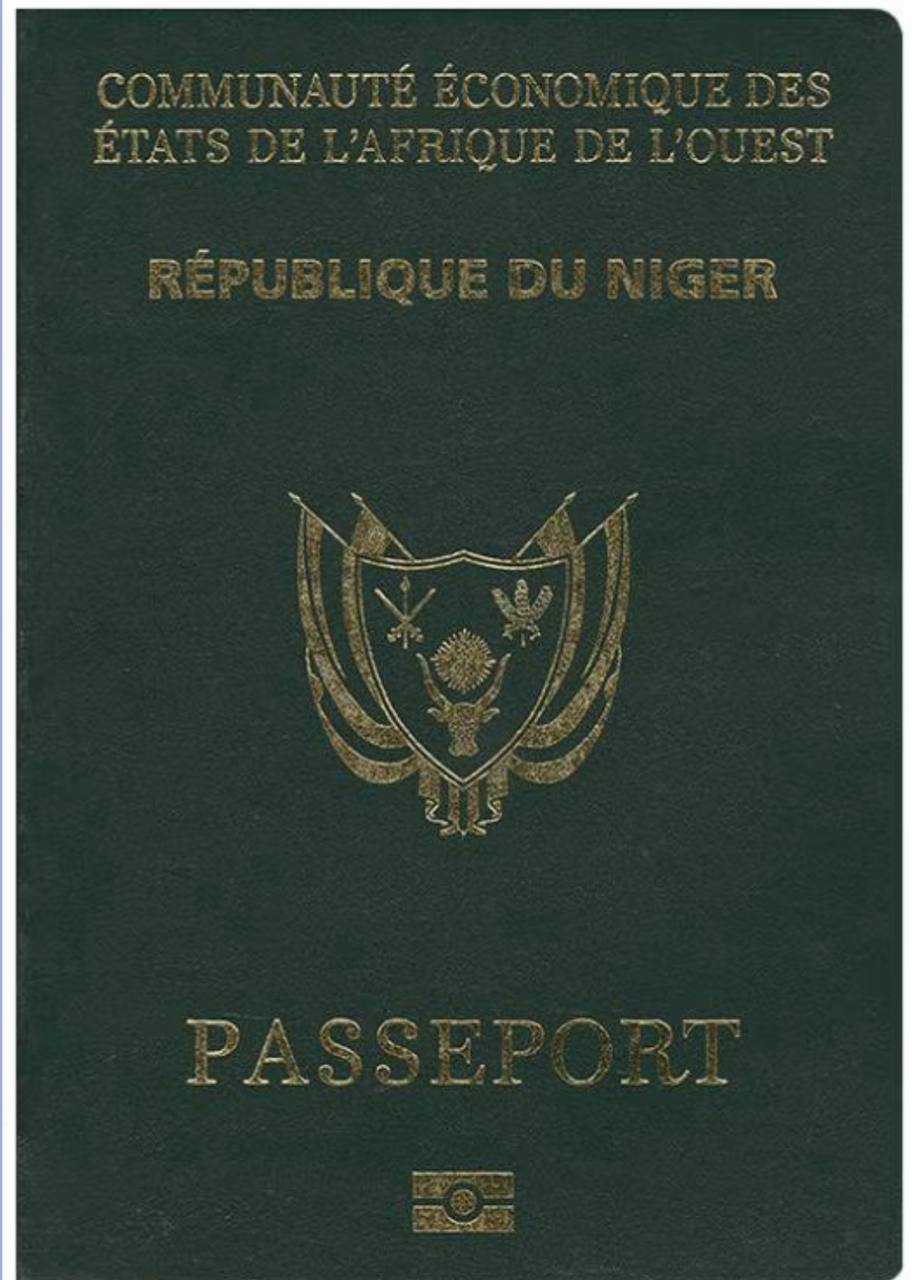 COMMUNAUTÉ ÉCONOMIQUE DES
ÉTATS DE L'AFRIQUE DE L'OUEST
RÉPUBLIQUE DU NIGER
PASSEPORT